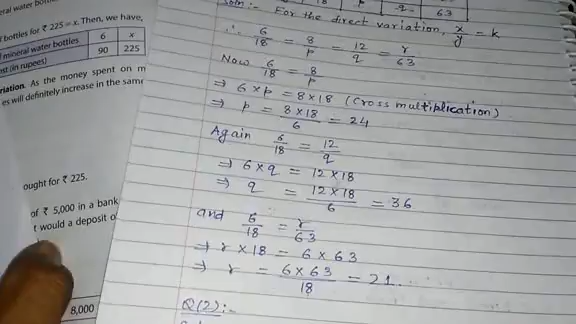 bottles for ₹ 225 = x. Then, we have,
mineral water bottles 6 x
(in rupees) 90 225
As the money spent on m
es will definitely increase in the same
ought for ₹ 225.
of ₹ 5,000 in a bank
would a deposit o
8,000
63
Soln :- For the direct variation, x/y = k
∴ 6/18 = 8/p = 12/q = r/63
Now 6/18 = 8/p
⇒ 6 × p = 8 × 18 (Cross multiplication)
⇒ p = 8 × 18/6 = 24
Again 6/18 = 12/q
⇒ 6 × q = 12 × 18
⇒ q = 12 × 18/6 = 36
and 6/18 = r/63
⇒ r × 18 = 6 × 63
⇒ r = 6 × 63/18 = 21.
Q(2):-